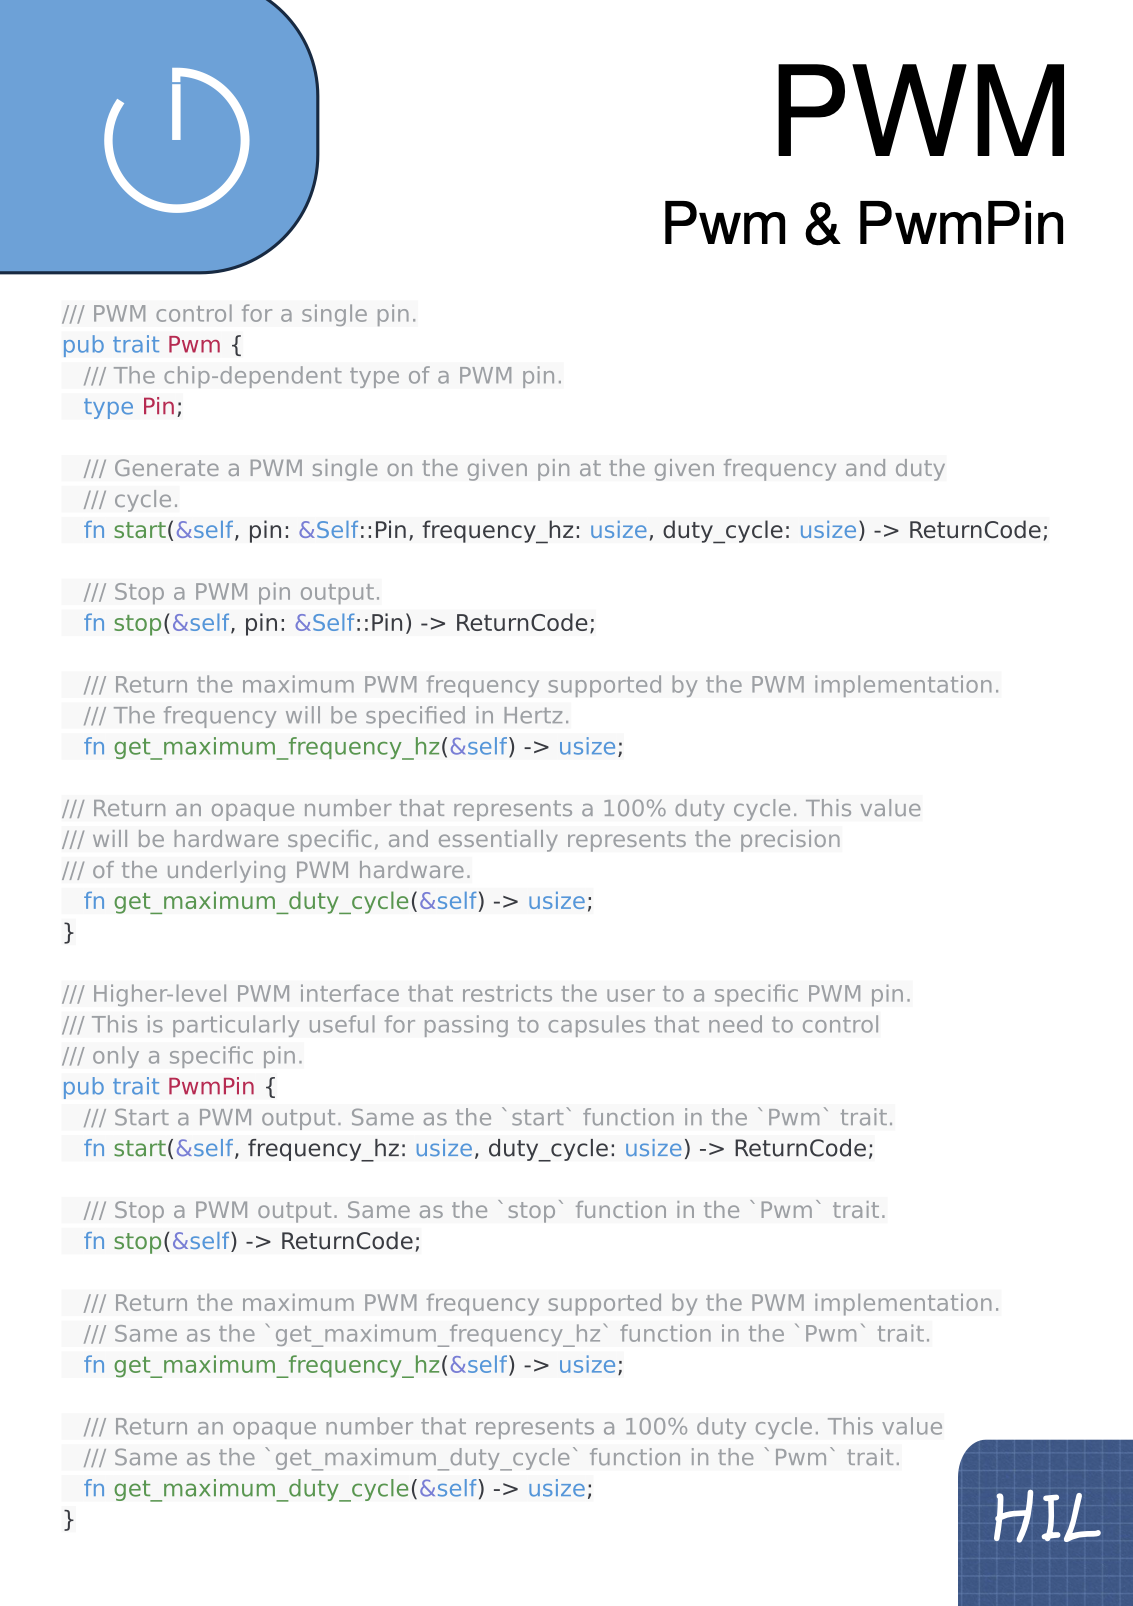 PWM
Pwm & PwmPin
/// PWM control for a single pin.
pub trait Pwm {
/// The chip-dependent type of a PWM pin.
type Pin;
/// Generate a PWM single on the given pin at the given frequency and duty
/// cycle.
fn start(&self, pin: &Self::Pin, frequency_hz: usize, duty_cycle: usize) -> ReturnCode;
/// Stop a PWM pin output.
fn stop(&self, pin: &Self::Pin) -> ReturnCode;
/// Return the maximum PWM frequency supported by the PWM implementation.
/// The frequency will be specified in Hertz.
fn get_maximum_frequency_hz(&self) -> usize;
/// Return an opaque number that represents a 100% duty cycle. This value
/// will be hardware specific, and essentially represents the precision
/// of the underlying PWM hardware.
fn get_maximum_duty_cycle(&self) -> usize;
}
/// Higher-level PWM interface that restricts the user to a specific PWM pin.
/// This is particularly useful for passing to capsules that need to control
/// only a specific pin.
pub trait PwmPin {
/// Start a PWM output. Same as the `start` function in the `Pwm` trait.
fn start(&self, frequency_hz: usize, duty_cycle: usize) -> ReturnCode;
/// Stop a PWM output. Same as the `stop` function in the `Pwm` trait.
fn stop(&self) -> ReturnCode;
/// Return the maximum PWM frequency supported by the PWM implementation.
/// Same as the `get_maximum_frequency_hz` function in the `Pwm` trait.
fn get_maximum_frequency_hz(&self) -> usize;
/// Return an opaque number that represents a 100% duty cycle. This value
/// Same as the `get_maximum_duty_cycle` function in the `Pwm` trait.
fn get_maximum_duty_cycle(&self) -> usize;
}
HIL